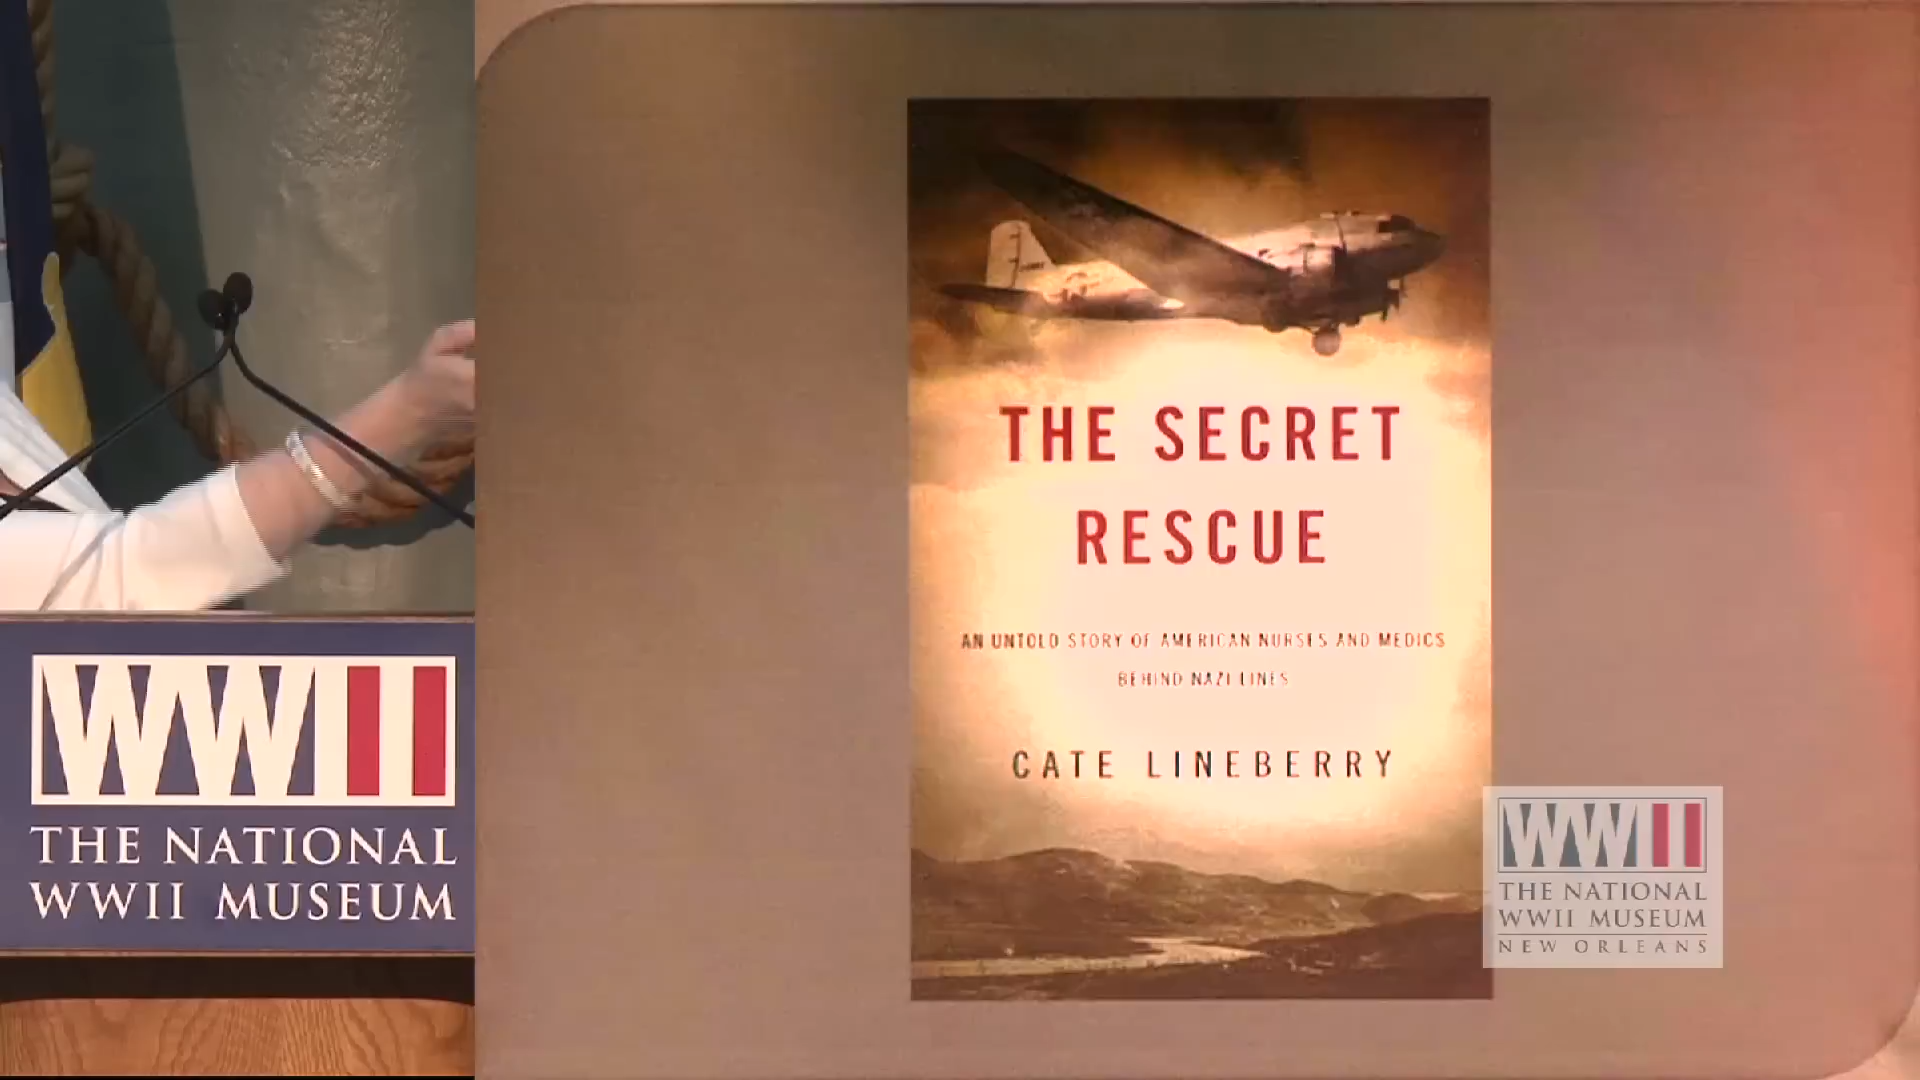 WWII
THE NATIONAL
WWII MUSEUM
THE SECRET
RESCUE
AN UNTOLD STORY OF AMERICAN NURSES AND MEDICS
BEHIND NAZI LINES
CATE LINEBERRY
WWII
THE NATIONAL
WWII MUSEUM
NEW ORLEANS